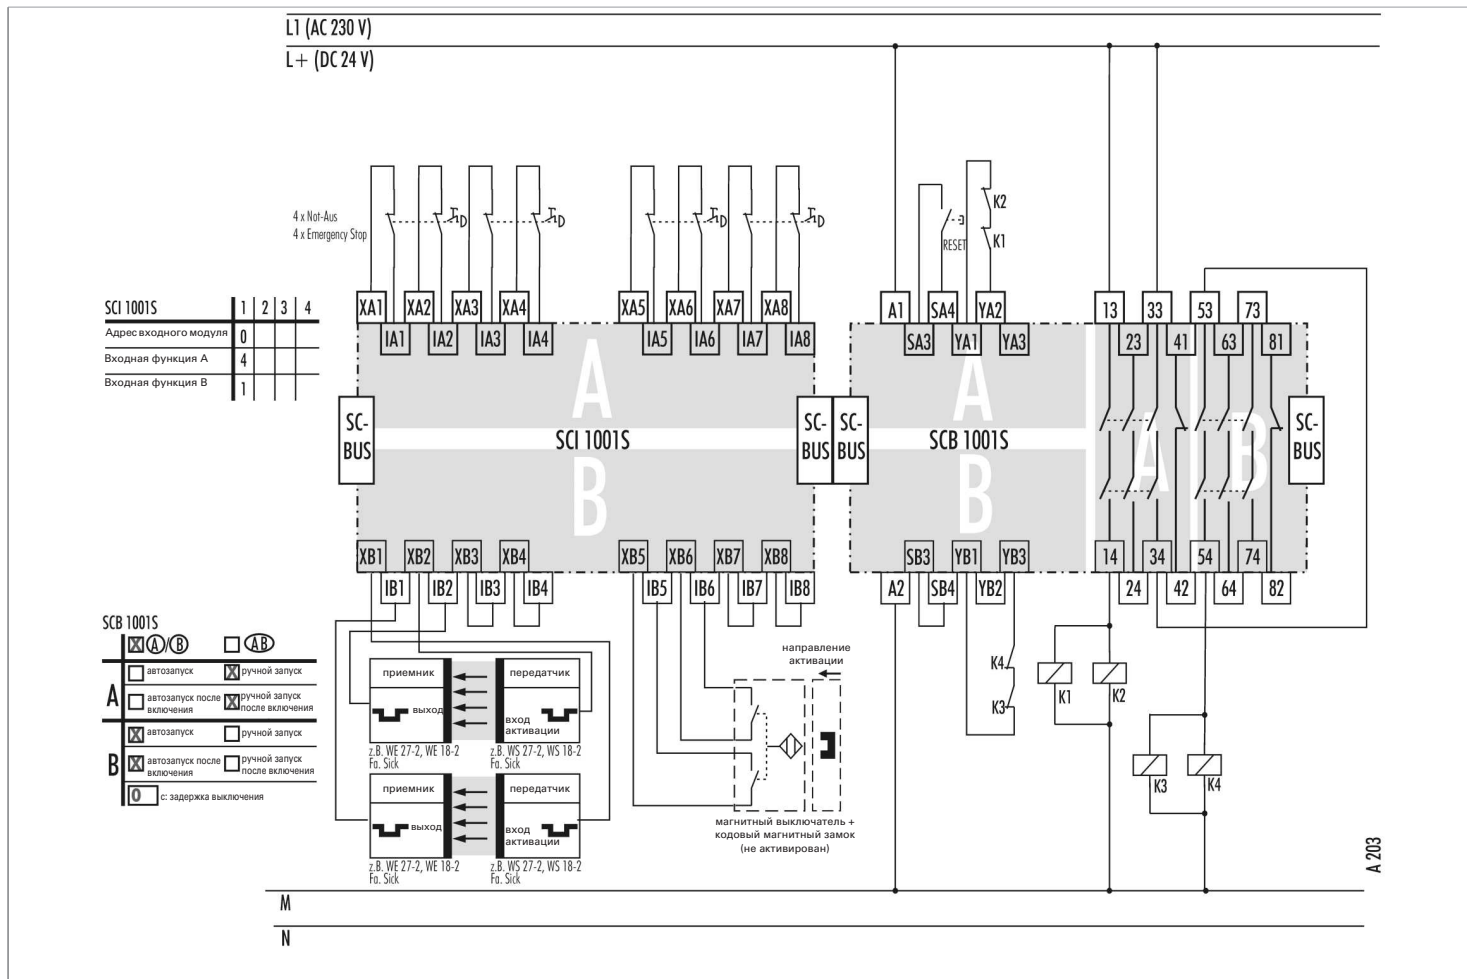 L1 (AC 230 V)
L+ (DC 24 V)
4 x Not-Aus
4 x Emergency Stop
D
D
D
D
RESET
K2
K1
XA1 XA2 XA3 XA4 XA5 XA6 XA7 XA8 A1 SA4 YA2 13 33 53 73
IA1 IA2 IA3 IA4 IA5 IA6 IA7 IA8 SA3 YA1 YA3 23 41 63 81
SCI 1001S 1 2 3 4
Адрес входного модуля 0
Входная функция А 4
Входная функция В 1
A
A
SC-BUS
SCI 1001S
SC-BUS
SC-BUS
SCB 1001S
A
B
SC-BUS
B
B
XB1 XB2 XB3 XB4 XB5 XB6 XB7 XB8 SB3 YB1 YB3 14 34 54 74
IB1 IB2 IB3 IB4 IB5 IB6 IB7 IB8 A2 SB4 YB2 24 42 64 82
SCB 1001S
X A/B AB
A
автозапуск X ручной запуск
автозапуск после включения X ручной запуск после включения
B
X автозапуск ручной запуск
X автозапуск после включения ручной запуск после включения
0 с: задержка выключения
приемник
выход
передатчик
вход
активации
z.B. WE 27-2, WE 18-2
Fa. Sick
z.B. WS 27-2, WS 18-2
Fa. Sick
приемник
выход
передатчик
вход
активации
z.B. WE 27-2, WE 18-2
Fa. Sick
z.B. WS 27-2, WS 18-2
Fa. Sick
направление
активации
магнитный выключатель +
кодовый магнитный замок
(не активирован)
K4
K3
K1
K2
K3
K4
A 203
M
N